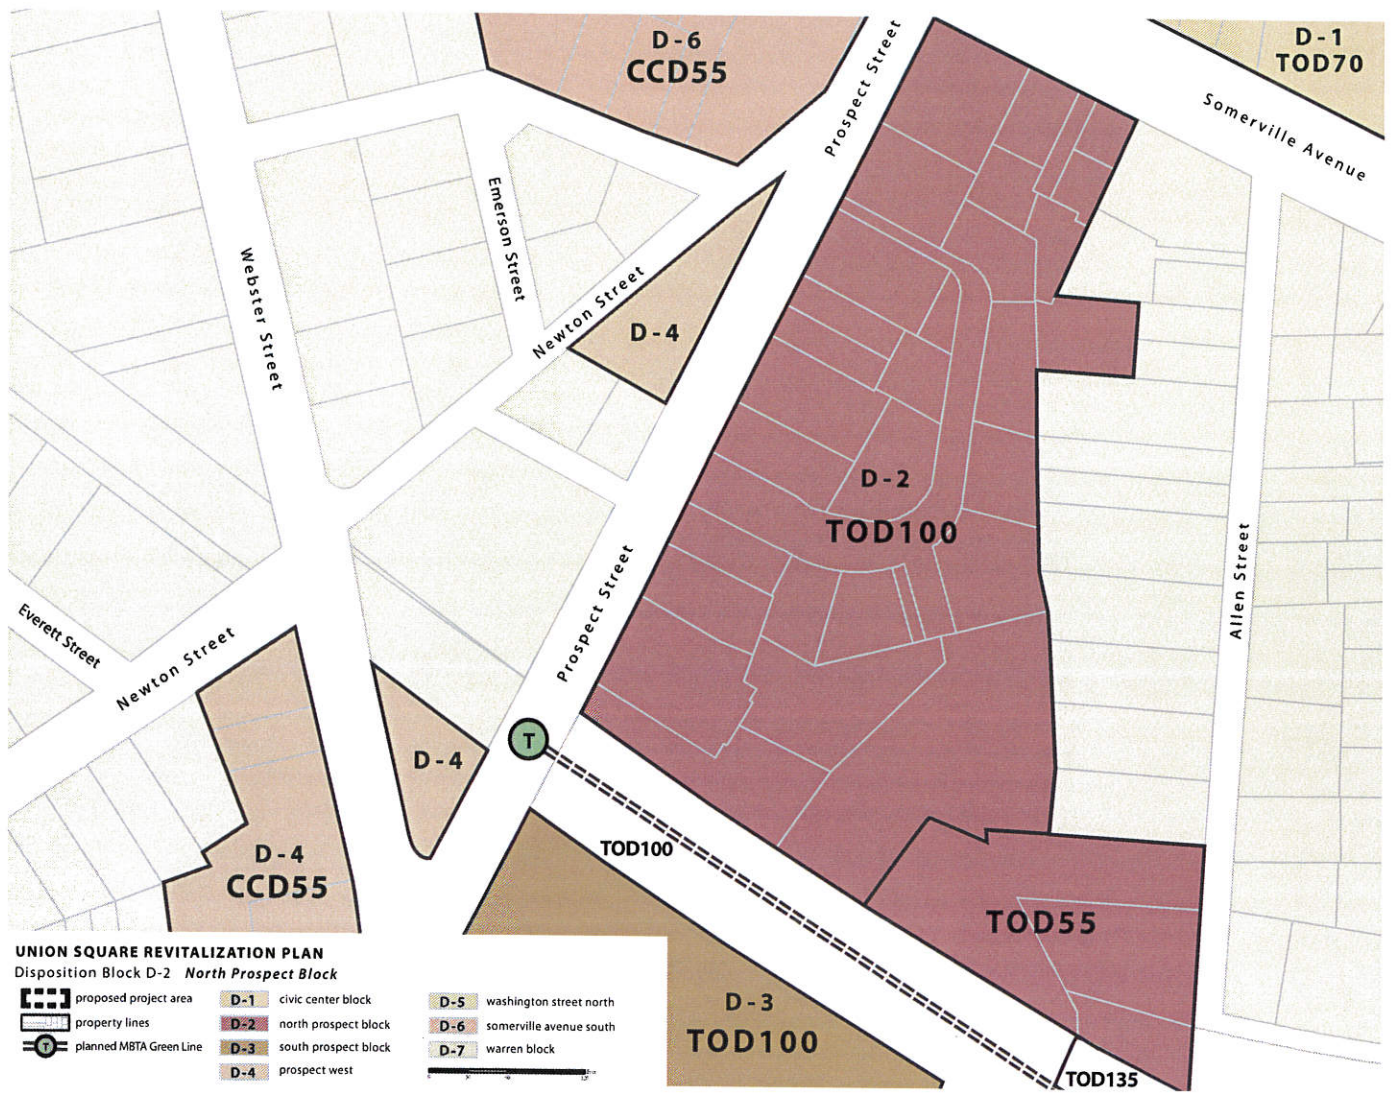 D-6
CCD55
Prospect Street
D-1
TOD70
Somerville Avenue
Emerson Street
Webster Street
Newton Street
D-4
D-2
TOD100
Allen Street
Prospect Street
Everett Street
Newton Street
T
D-4
D-4
CCD55
TOD100
TOD55
D-3
TOD100
TOD135
UNION SQUARE REVITALIZATION PLAN
Disposition Block D-2 North Prospect Block
proposed project area
property lines
T planned MBTA Green Line
D-1 civic center block
D-2 north prospect block
D-3 south prospect block
D-4 prospect west
D-5 washington street north
D-6 somerville avenue south
D-7 warren block